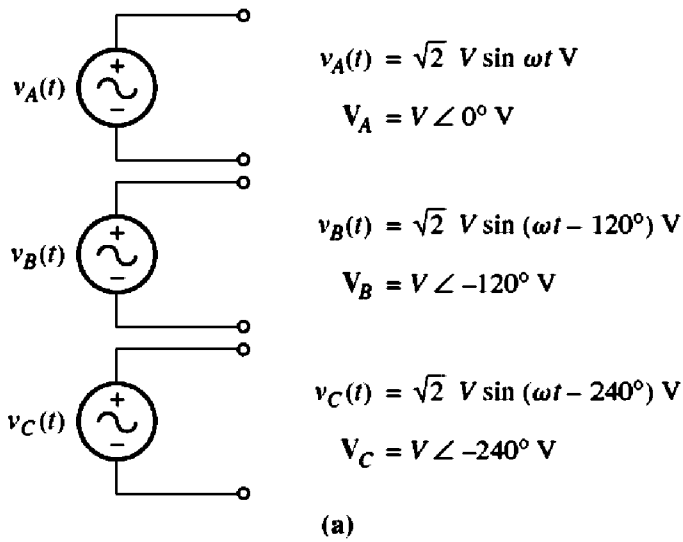 v_A(t) = √2 V sin ωt V
+
v_A(t)
−
V_A = V ∠ 0° V
v_B(t) = √2 V sin (ωt – 120°) V
+
v_B(t)
−
V_B = V ∠ –120° V
v_C(t) = √2 V sin (ωt – 240°) V
+
v_C(t)
−
V_C = V ∠ –240° V
(a)